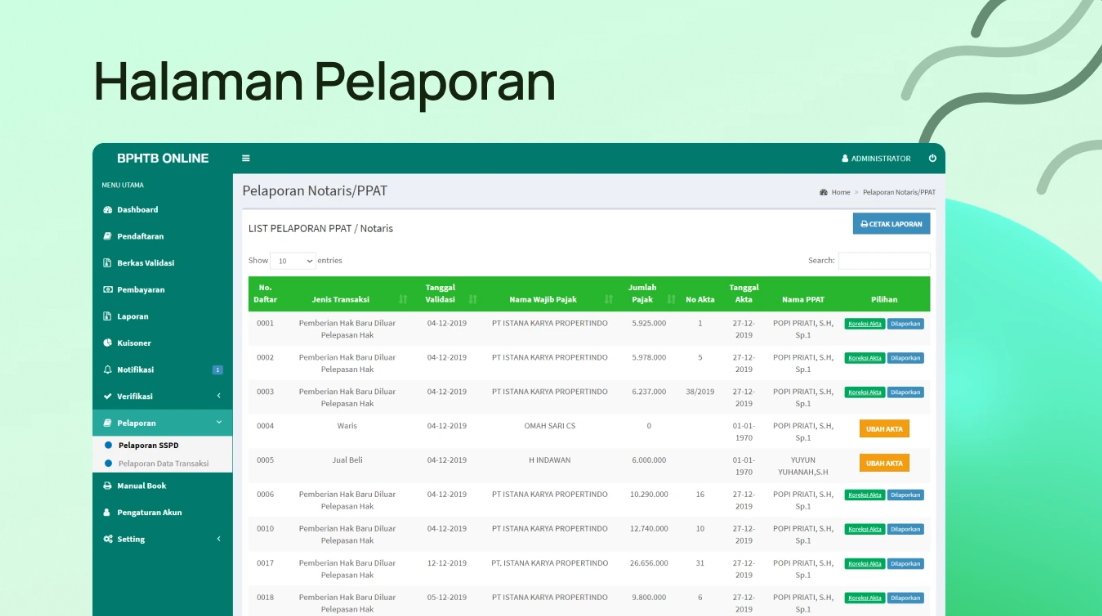 Halaman Pelaporan
BPHTB ONLINE
ADMINISTRATOR
MENU UTAMA
Dashboard
Pendaftaran
Berkas Validasi
Pembayaran
Laporan
Kuisoner
Notifikasi 1
Verifikasi
Pelaporan
Pelaporan SSPD
Pelaporan Data Transaksi
Manual Book
Pengaturan Akun
Setting
Pelaporan Notaris/PPAT
Home > Pelaporan Notaris/PPAT
LIST PELAPORAN PPAT / Notaris
CETAK LAPORAN
Show 10 entries
Search:
No. Daftar Jenis Transaksi Tanggal Validasi Nama Wajib Pajak Jumlah Pajak No Akta Tanggal Akta Nama PPAT Pilihan
0001 Pemberian Hak Baru Diluar Pelepasan Hak 04-12-2019 PT ISTANA KARYA PROPERTINDO 5.925.000 1 27-12-2019 POPI PRIATI, S.H, Sp.1 Koreksi Akta Dilaporkan
0002 Pemberian Hak Baru Diluar Pelepasan Hak 04-12-2019 PT ISTANA KARYA PROPERTINDO 5.978.000 5 27-12-2019 POPI PRIATI, S.H, Sp.1 Koreksi Akta Dilaporkan
0003 Pemberian Hak Baru Diluar Pelepasan Hak 04-12-2019 PT ISTANA KARYA PROPERTINDO 6.237.000 38/2019 27-12-2019 POPI PRIATI, S.H, Sp.1 Koreksi Akta Dilaporkan
0004 Waris 04-12-2019 OMAH SARI CS 0 01-01-1970 POPI PRIATI, S.H, Sp.1 UBAH AKTA
0005 Jual Beli 04-12-2019 H INDAWAN 6.000.000 01-01-1970 YUYUN YUHANAH,S.H UBAH AKTA
0006 Pemberian Hak Baru Diluar Pelepasan Hak 04-12-2019 PT ISTANA KARYA PROPERTINDO 10.290.000 16 27-12-2019 POPI PRIATI, S.H, Sp.1 Koreksi Akta Dilaporkan
0010 Pemberian Hak Baru Diluar Pelepasan Hak 04-12-2019 PT ISTANA KARYA PROPERTINDO 12.740.000 10 27-12-2019 POPI PRIATI, S.H, Sp.1 Koreksi Akta Dilaporkan
0017 Pemberian Hak Baru Diluar Pelepasan Hak 12-12-2019 PT. ISTANA KARYA PROPERTINDO 26.656.000 31 27-12-2019 POPI PRIATI, S.H, Sp.1 Koreksi Akta Dilaporkan
0018 Pemberian Hak Baru Diluar Pelepasan Hak 05-12-2019 PT ISTANA KARYA PROPERTINDO 9.800.000 6 27-12-2019 POPI PRIATI, S.H, Sp.1 Koreksi Akta Dilaporkan